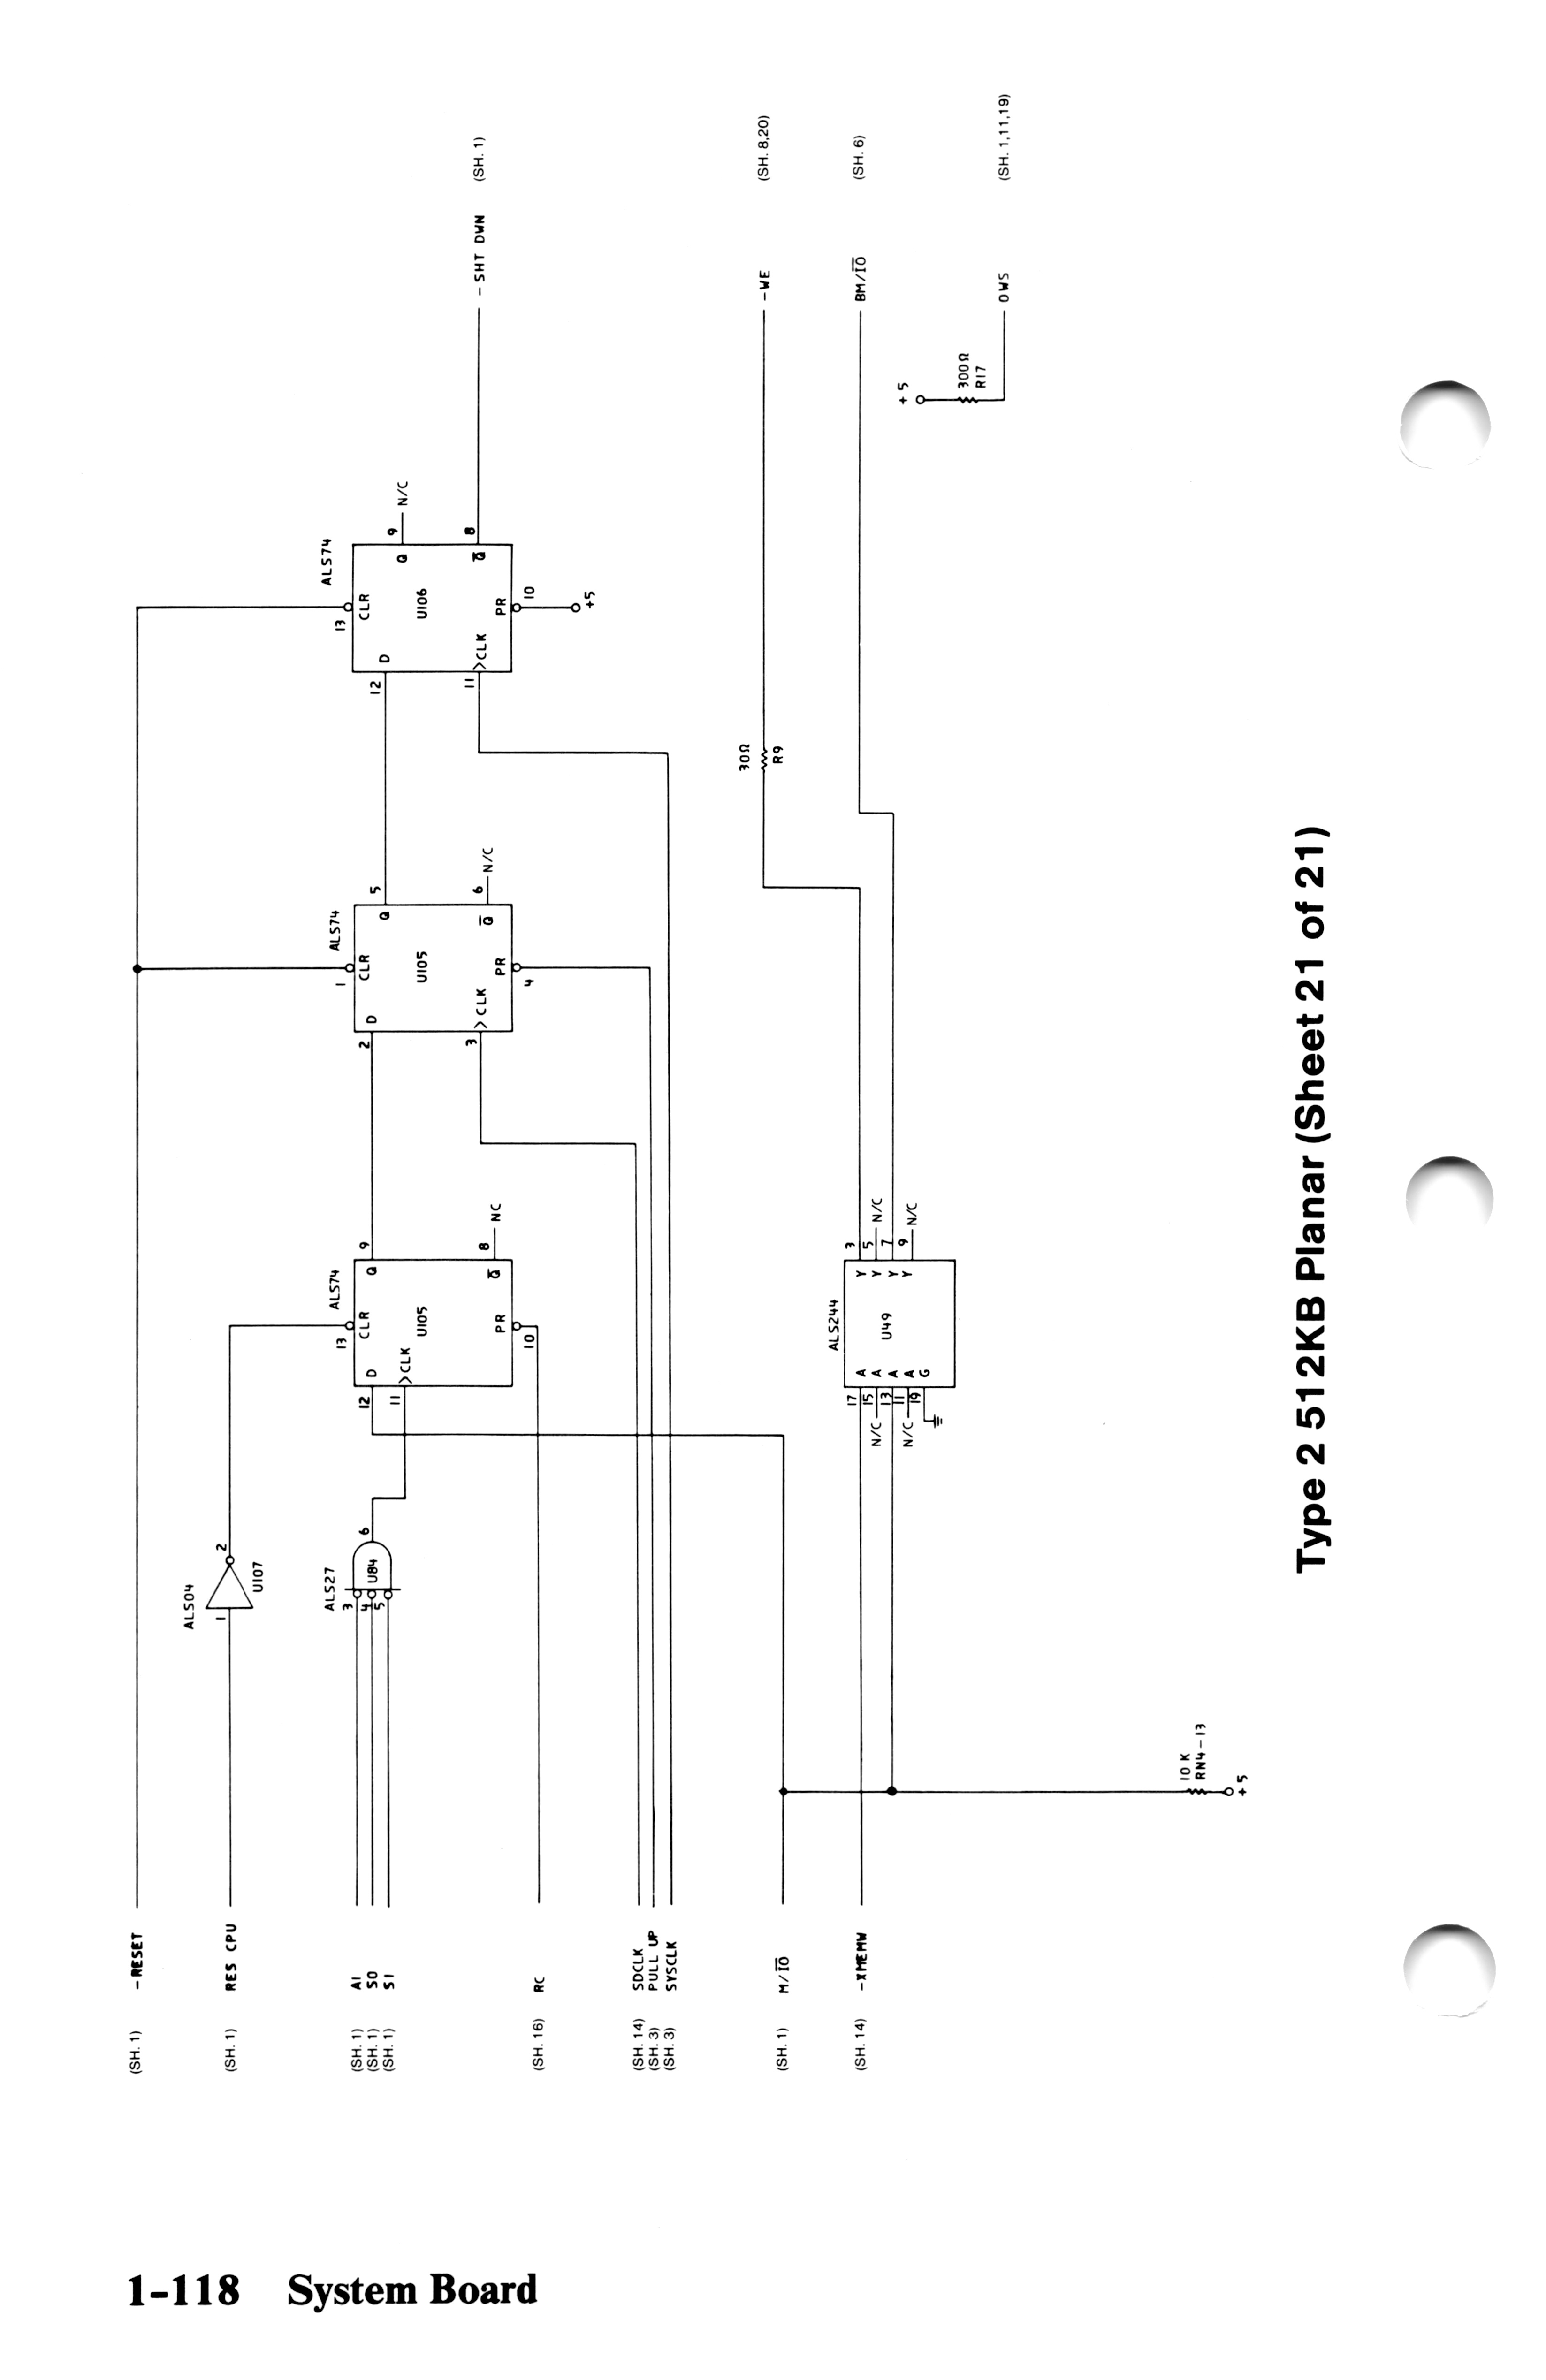 (SH. 1) -RESET
(SH. 1) RES CPU
ALS04
1
2
U107
(SH. 1) A1
(SH. 1) S0
(SH. 1) S1
ALS27
3
4
5
U84
6
(SH. 16) RC
(SH. 14) SDCLK
(SH. 3) PULL UP
(SH. 3) SYSCLK
(SH. 1) M/IO
(SH. 14) -XMEMW
ALS74
13
CLR
12
D
Q
9
U105
11
CLK
Q
8
NC
PR
10
ALS74
1
CLR
2
D
Q
5
U105
3
CLK
Q
6
N/C
PR
4
ALS74
13
CLR
12
D
Q
9
N/C
U106
11
CLK
Q
8
PR
10
+5
-SHT DWN (SH. 1)
30Ω
R9
-WE (SH. 8,20)
BM/IO (SH. 6)
+5
300Ω
R17
0WS (SH. 1,11,19)
ALS244
U49
17 A Y 3
N/C 15 A Y 5 N/C
13 A Y 7
N/C 11 A Y 9 N/C
19 G
10 K
RN4-13
+5
Type 2 512KB Planar (Sheet 21 of 21)
1-118 System Board